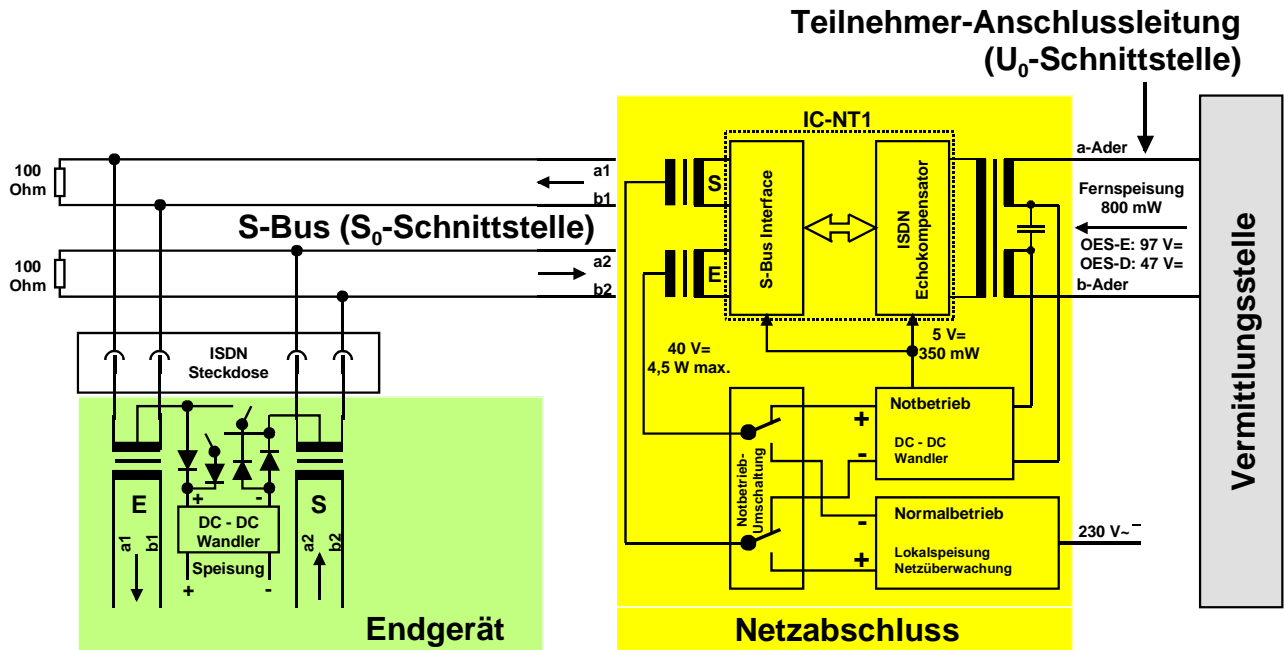 Teilnehmer-Anschlussleitung
(U0-Schnittstelle)
IC-NT1
100
Ohm
a1
b1
S
S-Bus Interface
ISDN
Echokompensator
a-Ader
Fernspeisung
800 mW
OES-E: 97 V=
OES-D: 47 V=
b-Ader
Vermittlungsstelle
S-Bus (S0-Schnittstelle)
100
Ohm
a2
b2
E
40 V=
4,5 W max.
5 V=
350 mW
ISDN
Steckdose
Notbetrieb-
Umschaltung
+
-
Notbetrieb
DC - DC
Wandler
-
+
Normalbetrieb
Lokalspeisung
Netzüberwachung
230 V~
E
a1
b1
+
-
DC - DC
Wandler
Speisung
+
-
S
a2
b2
Endgerät
Netzabschluss